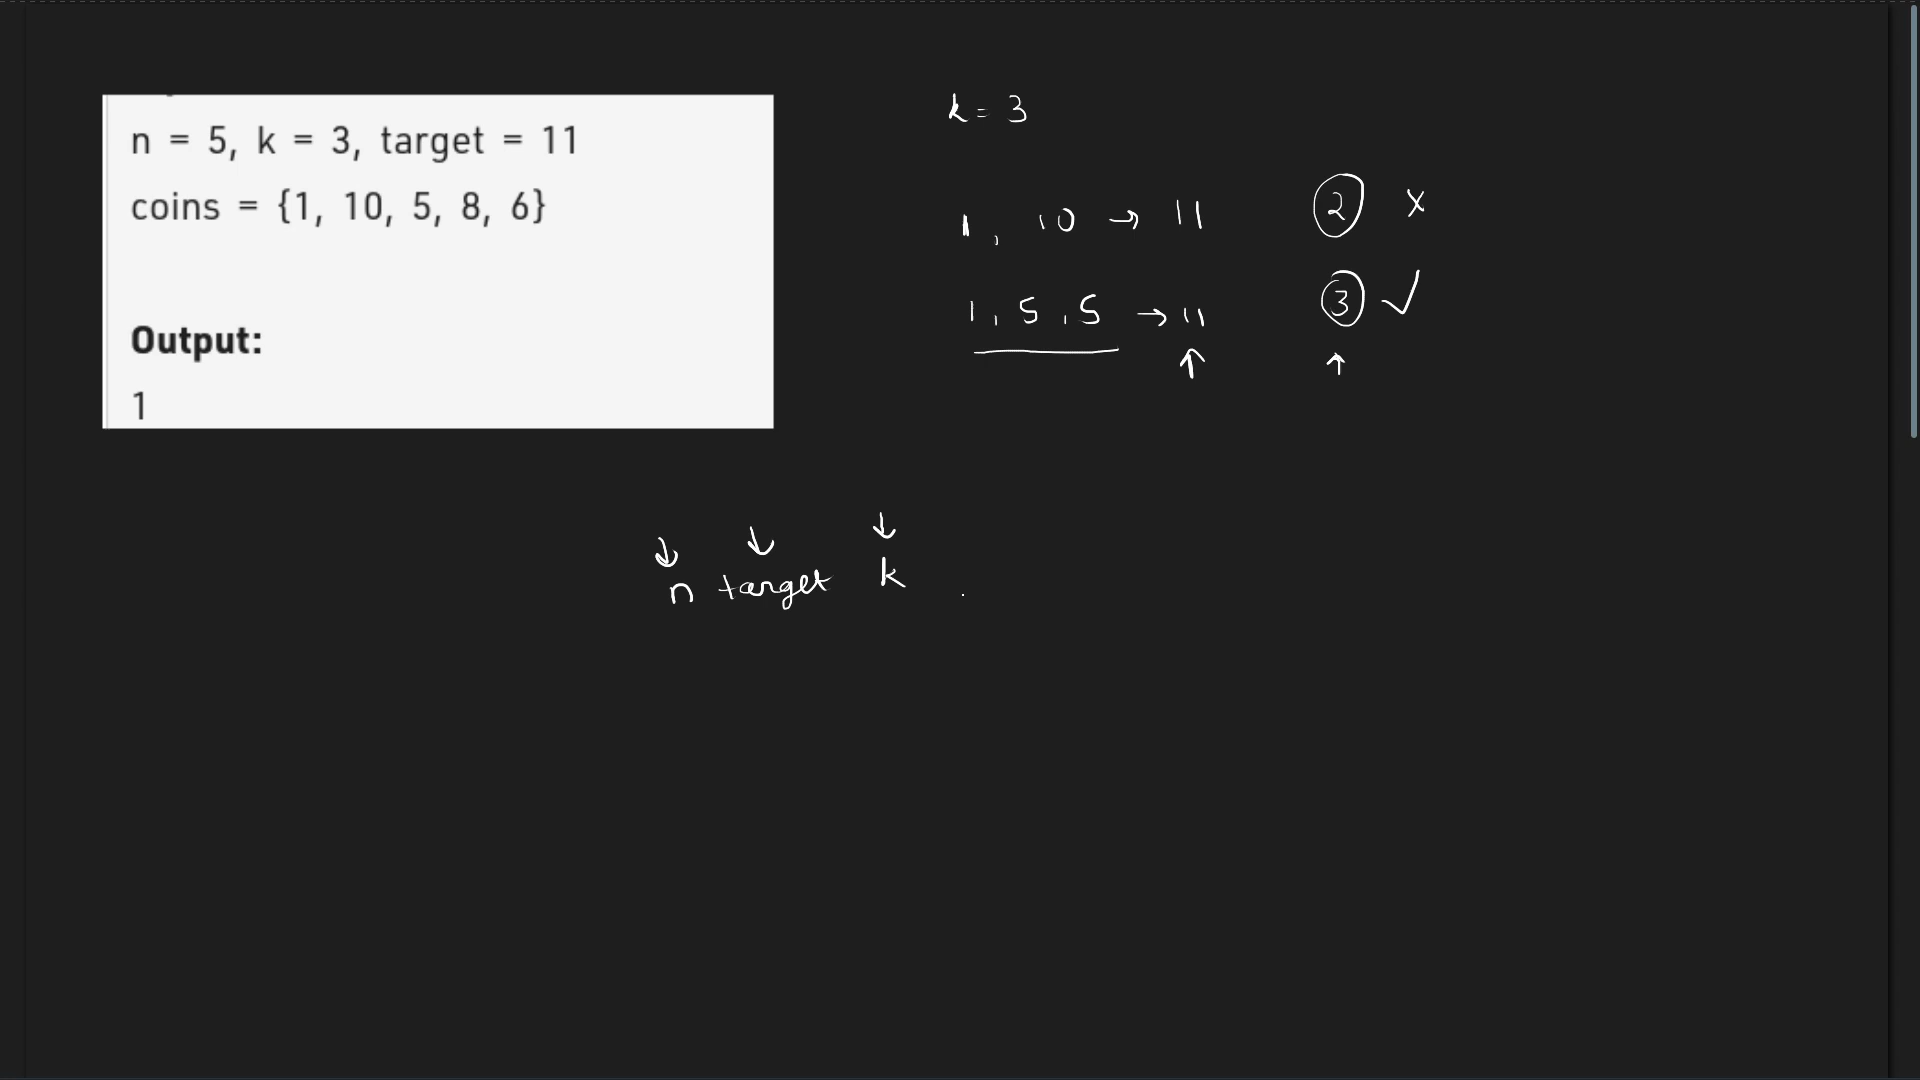 n = 5, k = 3, target = 11
coins = {1, 10, 5, 8, 6}
Output:
1
k = 3
1, 10 → 11 2 x
1, 5, 5 → 11 3 ✓
↑ ↑
↓ ↓ ↓
n target k